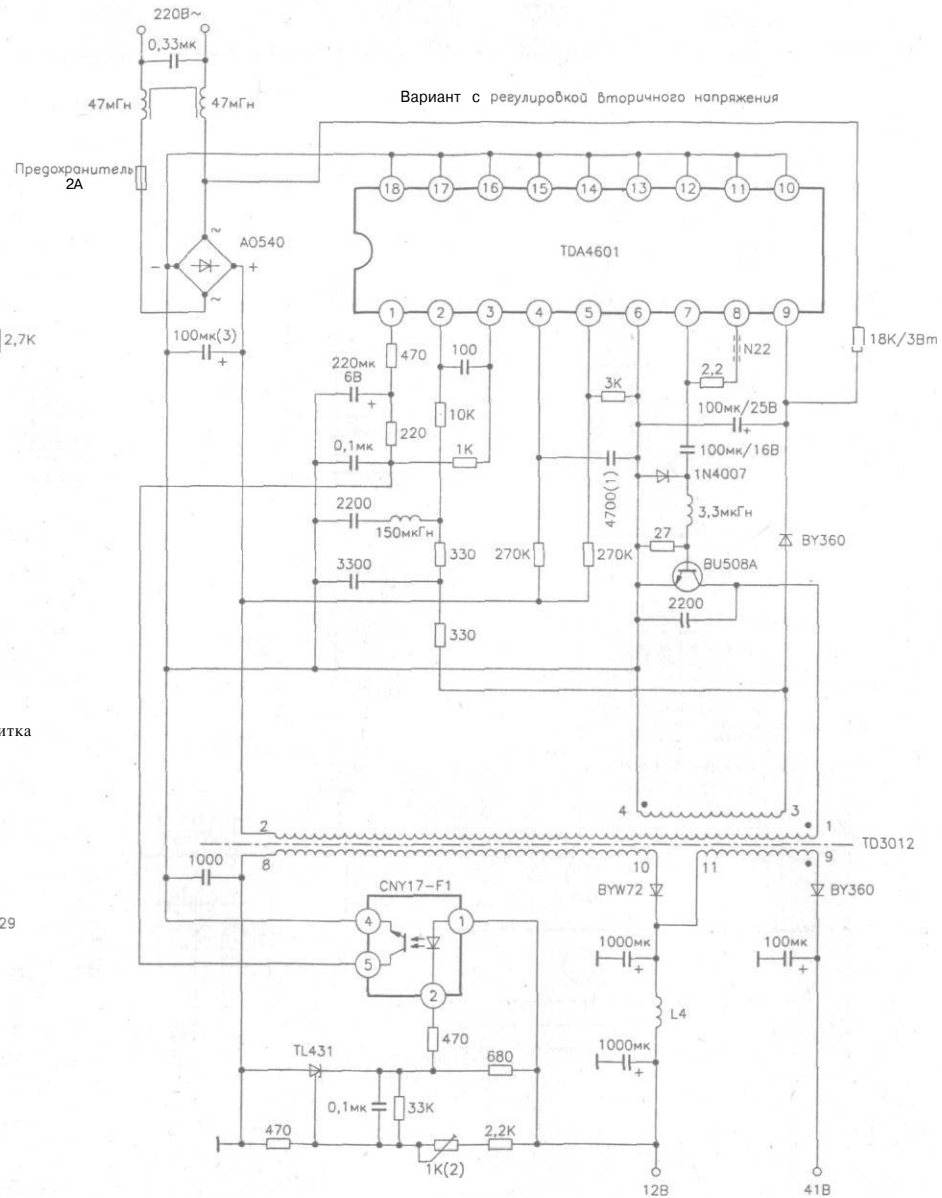 220В~
0,33мк
47мГн
47мГн
Вариант с регулировкой вторичного напряжения
Предохранитель
2А
~
АО540
-
+
~
18
17
16
15
14
13
12
11
10
TDA4601
1
2
3
4
5
6
7
8
9
100мк(3)
+
2,7К
470
100
220мк
6В
+
N22
18К/3Вт
2,2
3К
10К
100мк/25В
+
220
0,1мк
1К
100мк/16В
1N4007
4700(1)
2200
150мкГн
3,3мкГн
330
270К
270К
27
BY360
BU508A
3300
2200
330
итка
4
3
2
1
TD3012
8
10
11
9
1000
CNY17-F1
BYW72
BY360
4
1
29
5
1000мк
+
100мк
+
2
L4
470
TL431
680
1000мк
+
0,1мк
33К
470
2,2К
1К(2)
12В
41В